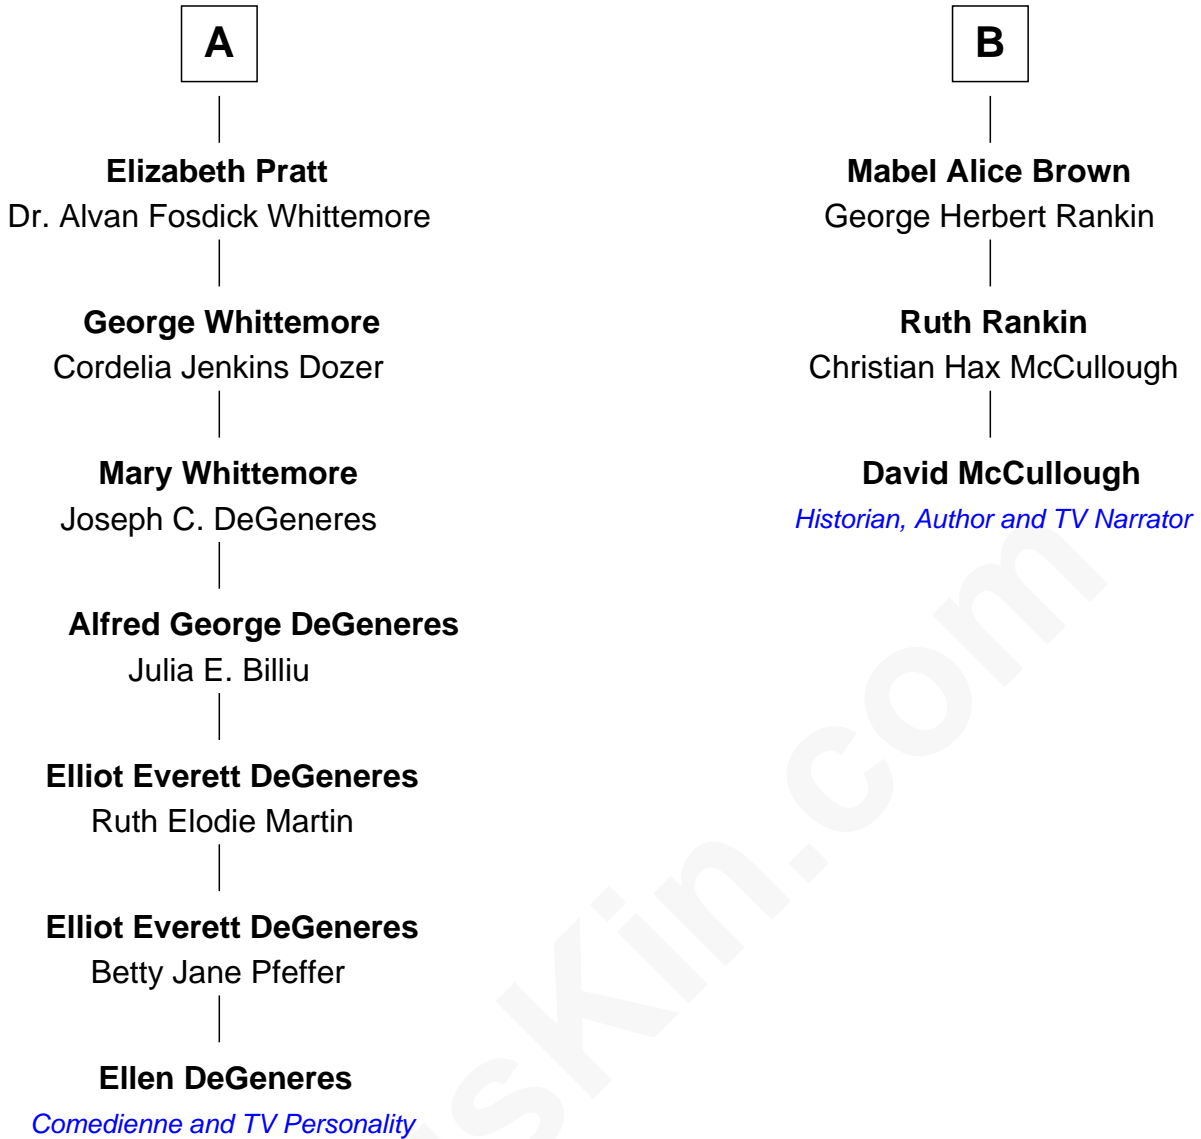 A
Elizabeth Pratt
Dr. Alvan Fosdick Whittemore
George Whittemore
Cordelia Jenkins Dozer
Mary Whittemore
Joseph C. DeGeneres
Alfred George DeGeneres
Julia E. Billiu
Elliot Everett DeGeneres
Ruth Elodie Martin
Elliot Everett DeGeneres
Betty Jane Pfeffer
Ellen DeGeneres
Comedienne and TV Personality
B
Mabel Alice Brown
George Herbert Rankin
Ruth Rankin
Christian Hax McCullough
David McCullough
Historian, Author and TV Narrator